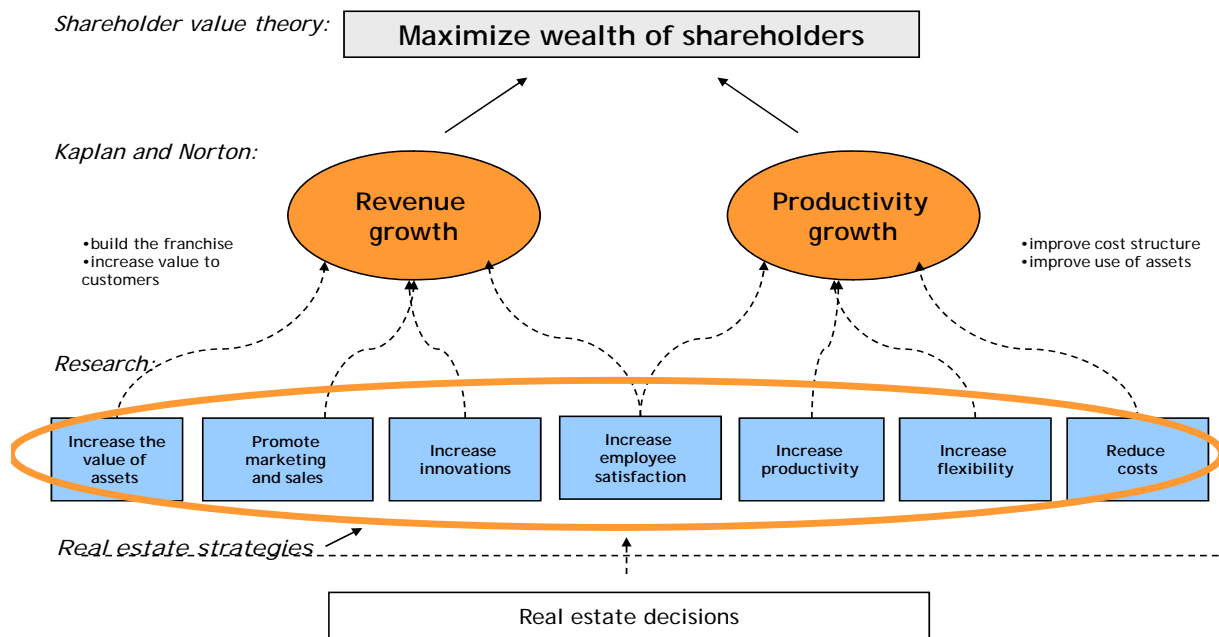 Shareholder value theory:
Maximize wealth of shareholders
Kaplan and Norton:
Revenue
growth
Productivity
growth
•build the franchise
•increase value to
customers
•improve cost structure
•improve use of assets
Research:
Increase the
value of
assets
Promote
marketing
and sales
Increase
innovations
Increase
employee
satisfaction
Increase
productivity
Increase
flexibility
Reduce
costs
Real estate strategies
Real estate decisions